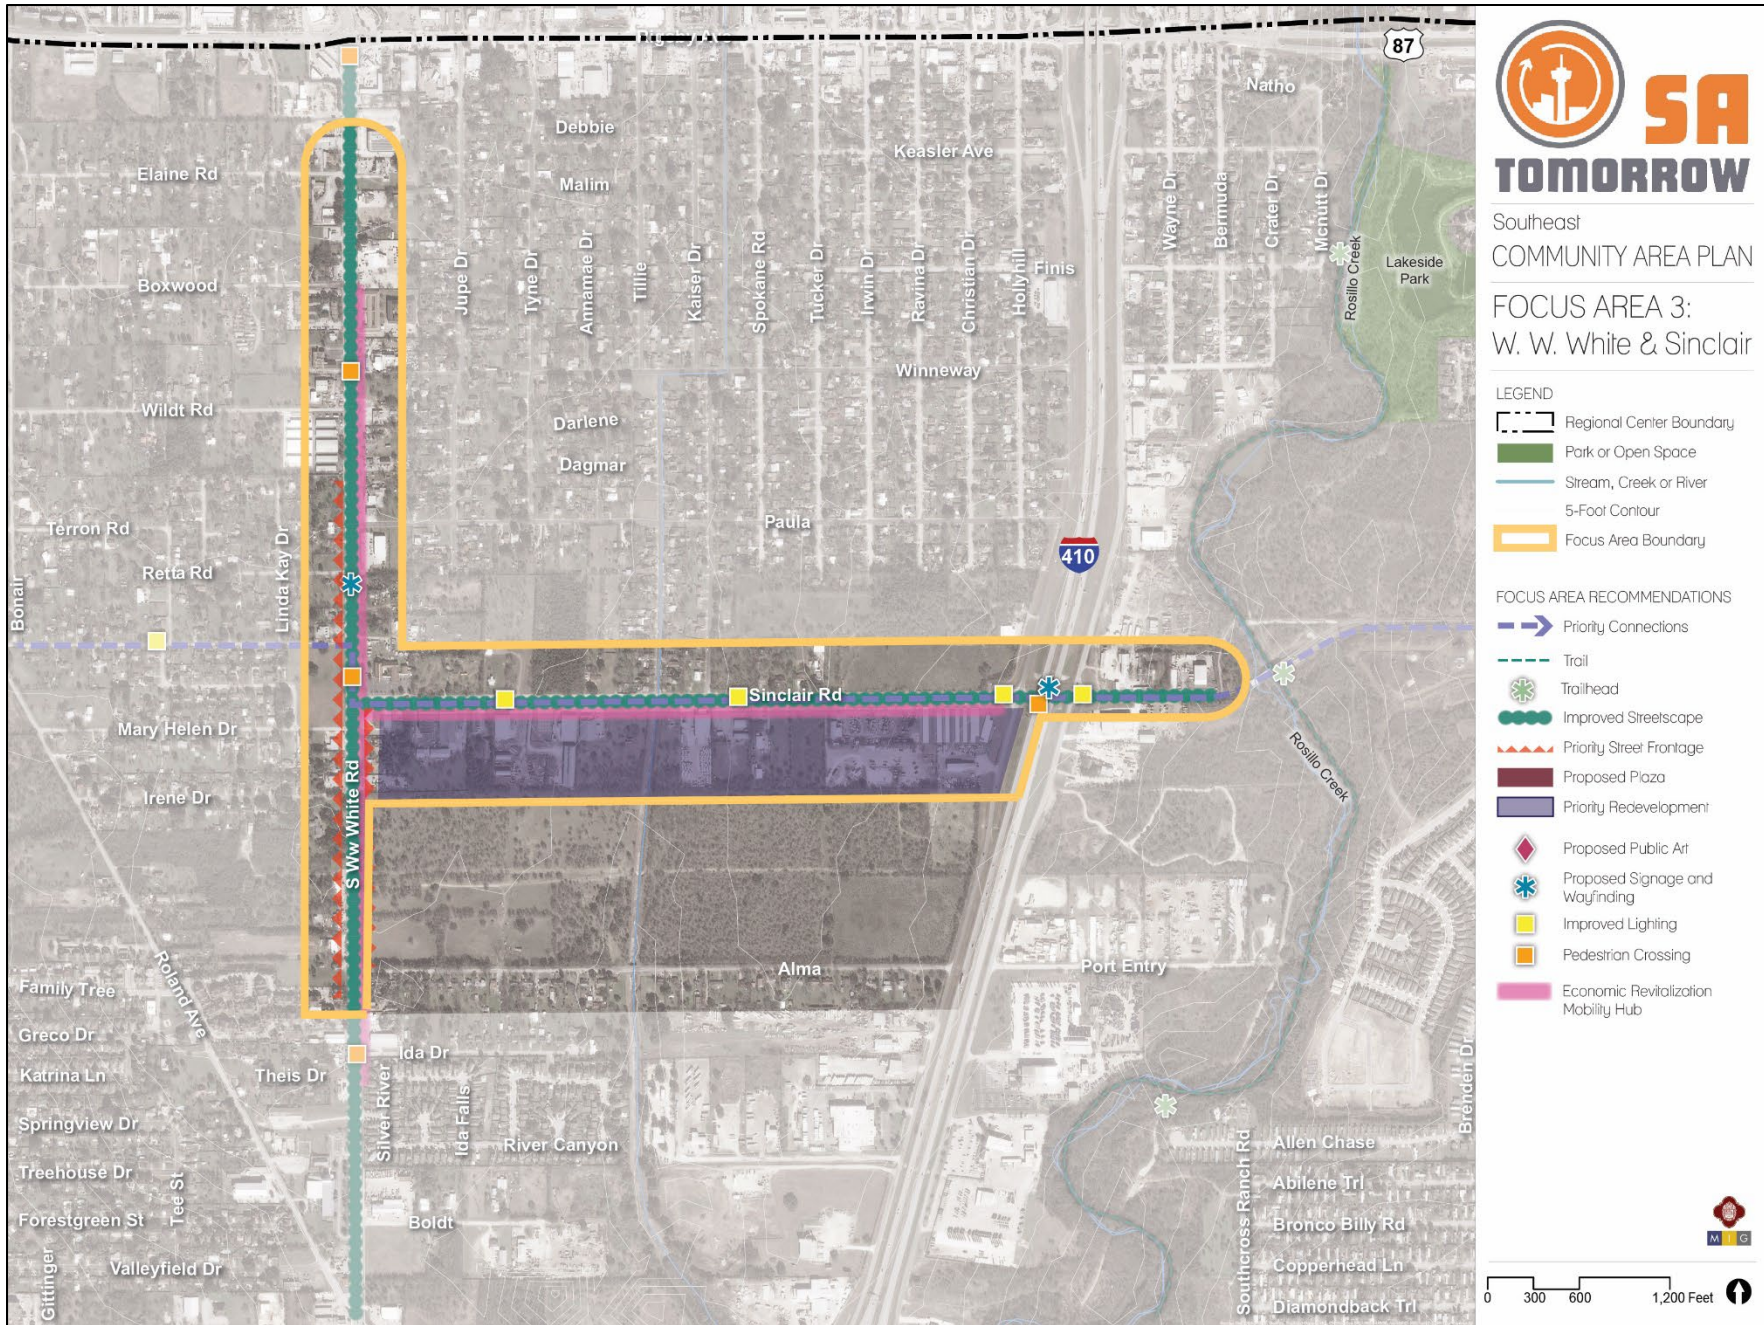 Rigsby Ave
87
Natho
Debbie
Keasler Ave
Elaine Rd
Malim
Wayne Dr
Bermuda
Crater Dr
Mcnutt Dr
Rosillo Creek
Lakeside
Park
Boxwood
Jupe Dr
Tyne Dr
Annamae Dr
Tillie
Kaiser Dr
Spokane Rd
Tucker Dr
Irwin Dr
Ravina Dr
Christian Dr
Hollyhill
Finis
Winneway
Wildt Rd
Darlene
Dagmar
Terron Rd
Linda Kay Dr
Paula
410
Retta Rd
Bonair
Sinclair Rd
Mary Helen Dr
Rosillo Creek
Irene Dr
S Ww White Rd
Roland Ave
Alma
Port Entry
Family Tree
Greco Dr
Ida Dr
Katrina Ln
Theis Dr
Silver River
Ida Falls
Brenden Dr
Springview Dr
River Canyon
Southcross Ranch Rd
Allen Chase
Treehouse Dr
Tee St
Abilene Trl
Forestgreen St
Boldt
Bronco Billy Rd
Valleyfield Dr
Gittinger
Copperhead Ln
Diamondback Trl
SA
TOMORROW
Southeast
COMMUNITY AREA PLAN
FOCUS AREA 3:
W. W. White & Sinclair
LEGEND
Regional Center Boundary
Park or Open Space
Stream, Creek or River
5-Foot Contour
Focus Area Boundary
FOCUS AREA RECOMMENDATIONS
Priority Connections
Trail
Trailhead
Improved Streetscape
Priority Street Frontage
Proposed Plaza
Priority Redevelopment
Proposed Public Art
Proposed Signage and
Wayfinding
Improved Lighting
Pedestrian Crossing
Economic Revitalization
Mobility Hub
M I G
0 300 600 1,200 Feet